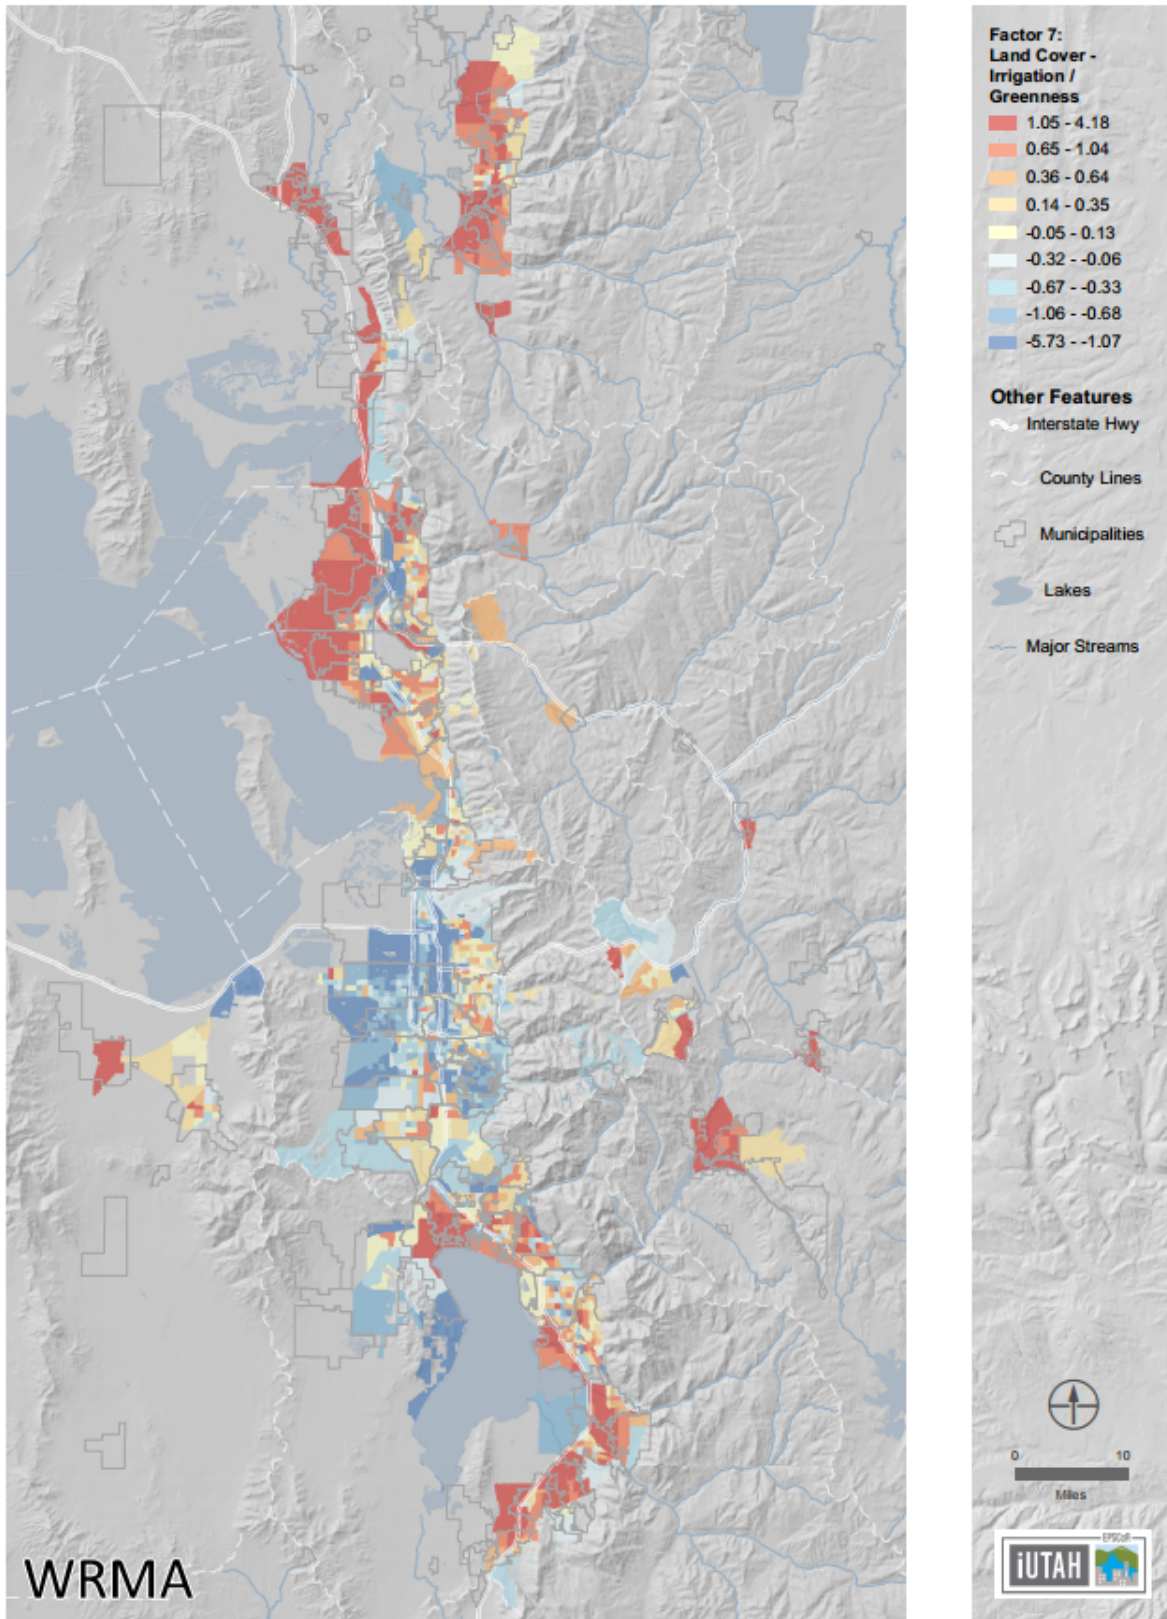 Factor 7:
Land Cover -
Irrigation /
Greenness
1.05 - 4.18
0.65 - 1.04
0.36 - 0.64
0.14 - 0.35
-0.05 - 0.13
-0.32 - -0.06
-0.67 - -0.33
-1.06 - -0.68
-5.73 - -1.07
Other Features
Interstate Hwy
County Lines
Municipalities
Lakes
Major Streams
0 10
Miles
EPSCoR
iUTAH
WRMA